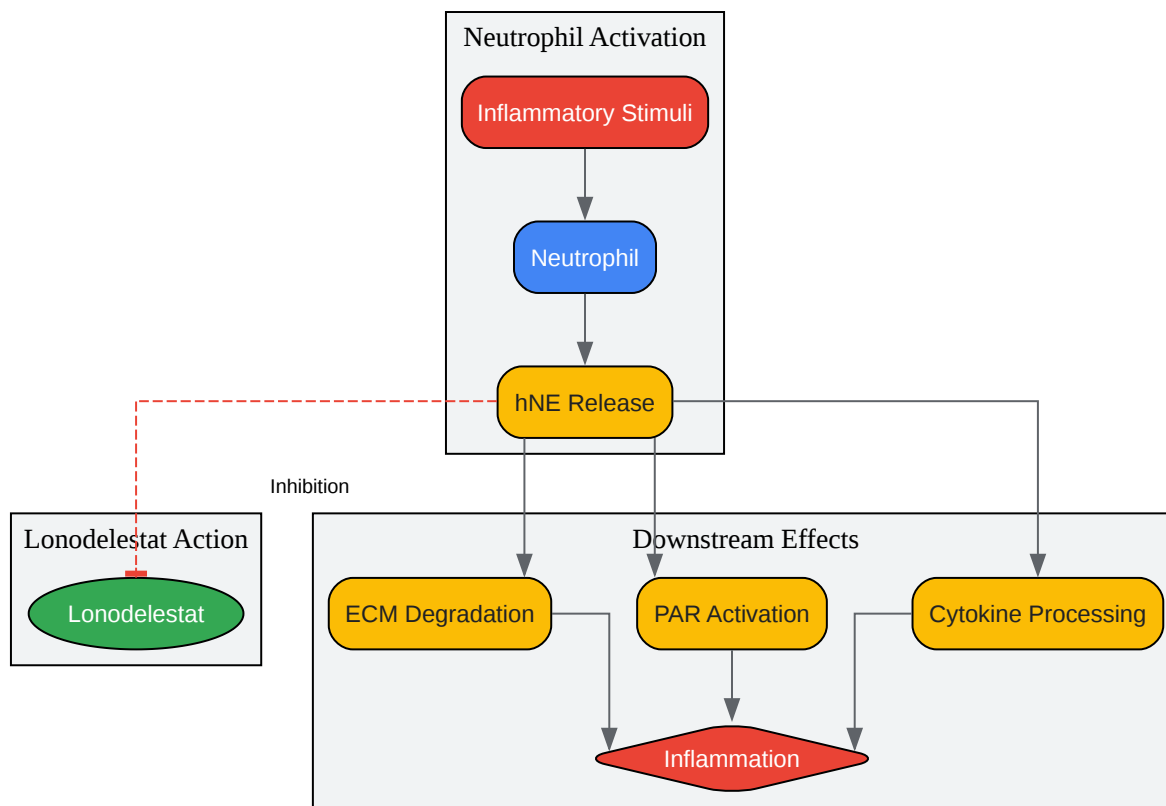 Neutrophil Activation
Inflammatory Stimuli
Neutrophil
hNE Release
Inhibition
Lonodelestat Action
Lonodelestat
Downstream Effects
ECM Degradation
PAR Activation
Cytokine Processing
Inflammation